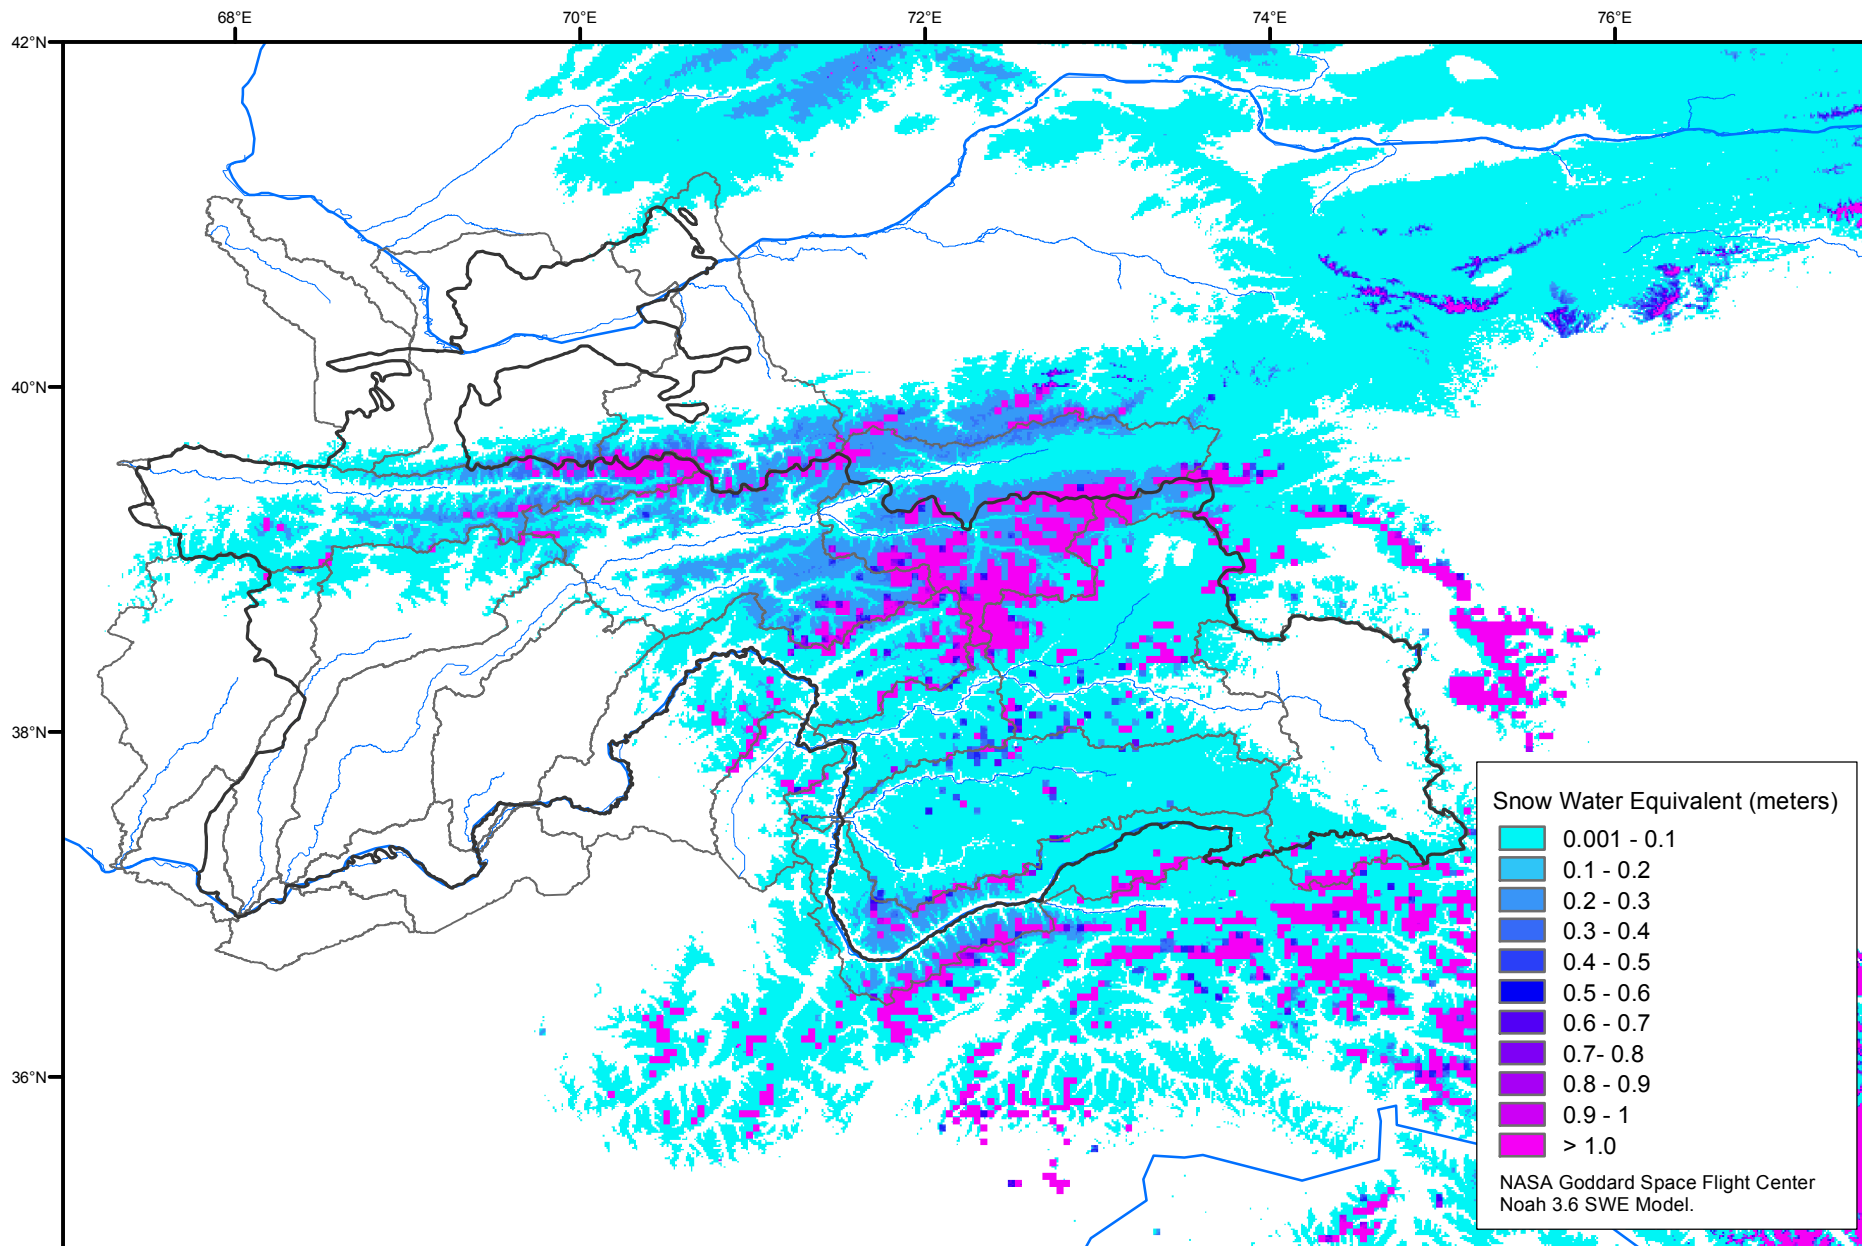 68°E
70°E
72°E
74°E
76°E
42°N
40°N
38°N
36°N
Snow Water Equivalent (meters)
0.001 - 0.1
0.1 - 0.2
0.2 - 0.3
0.3 - 0.4
0.4 - 0.5
0.5 - 0.6
0.6 - 0.7
0.7- 0.8
0.8 - 0.9
0.9 - 1
> 1.0
NASA Goddard Space Flight Center
Noah 3.6 SWE Model.